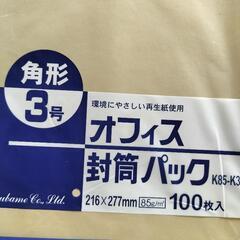 角形
3号
環境にやさしい再生紙使用
オフィス
封筒パック K85-K3
ubame Co., Ltd.
216×277mm 85g/m² 100枚入